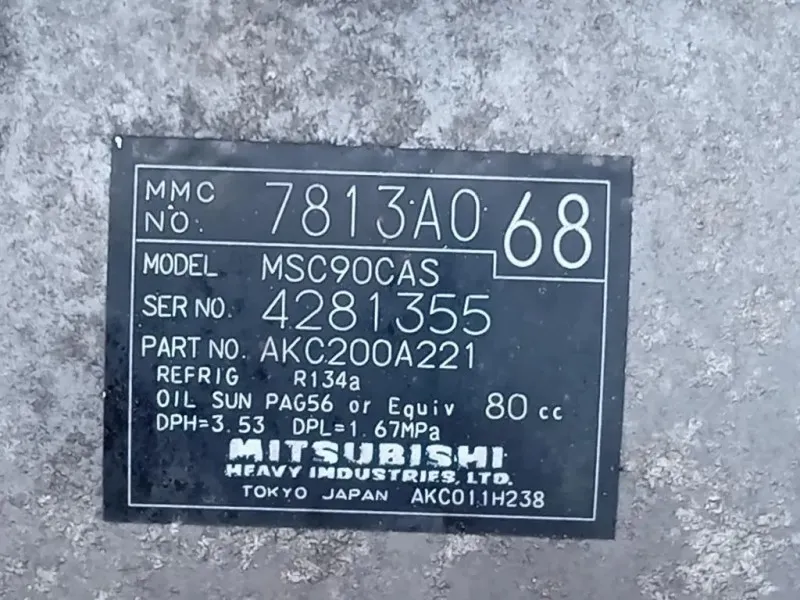 MMC NO. 7813A0 68
MODEL MSC90CAS
SER NO. 4281355
PART NO. AKC200A221
REFRIG R134a
OIL SUN PAG56 or Equiv 80 cc
DPH=3.53 DPL=1.67MPa
MITSUBISHI
HEAVY INDUSTRIES, LTD.
TOKYO JAPAN AKC011H238